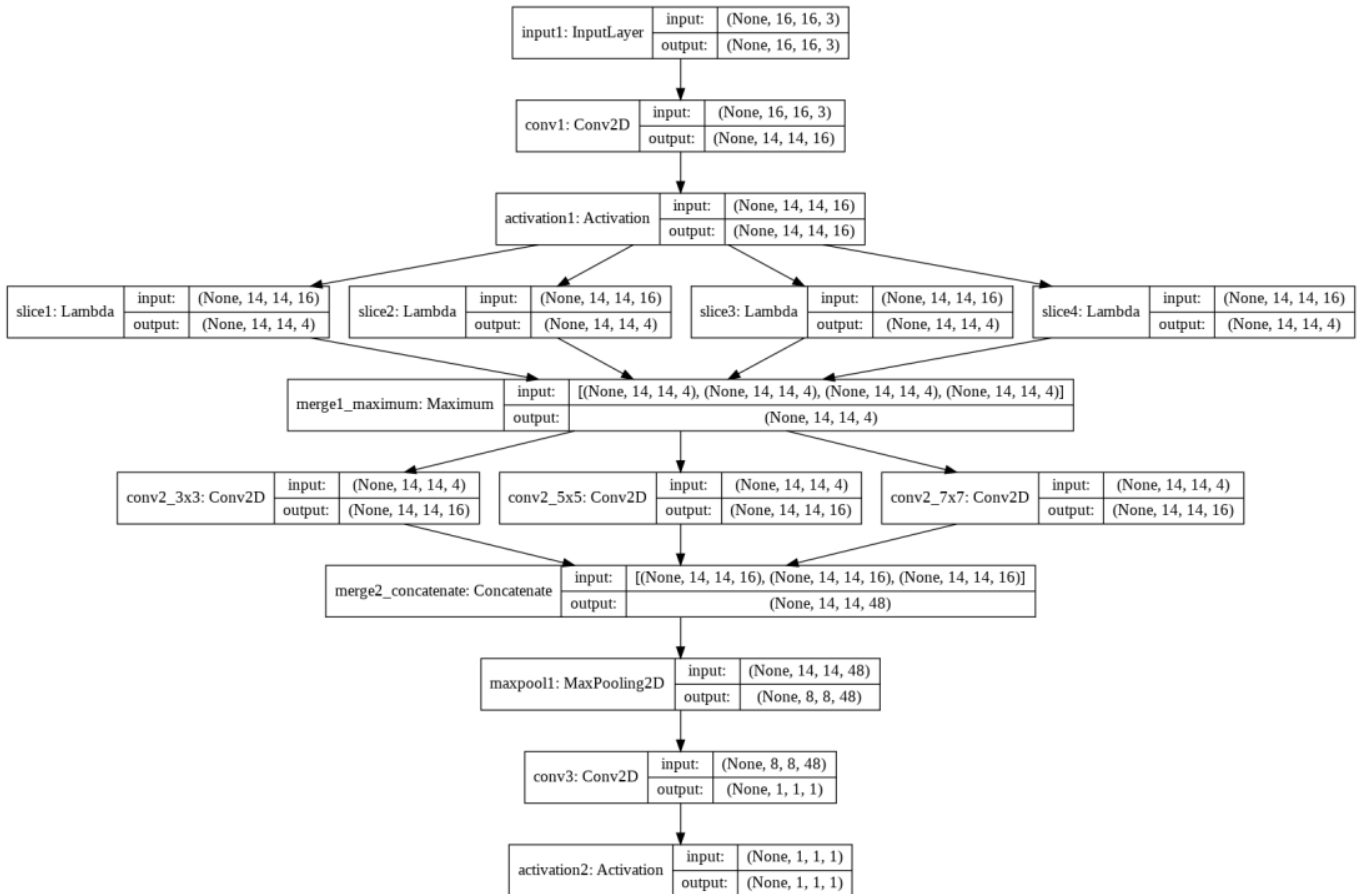 input1: InputLayer
input: (None, 16, 16, 3)
output: (None, 16, 16, 3)
conv1: Conv2D
input: (None, 16, 16, 3)
output: (None, 14, 14, 16)
activation1: Activation
input: (None, 14, 14, 16)
output: (None, 14, 14, 16)
slice1: Lambda
input: (None, 14, 14, 16)
output: (None, 14, 14, 4)
slice2: Lambda
input: (None, 14, 14, 16)
output: (None, 14, 14, 4)
slice3: Lambda
input: (None, 14, 14, 16)
output: (None, 14, 14, 4)
slice4: Lambda
input: (None, 14, 14, 16)
output: (None, 14, 14, 4)
merge1_maximum: Maximum
input: [(None, 14, 14, 4), (None, 14, 14, 4), (None, 14, 14, 4), (None, 14, 14, 4)]
output: (None, 14, 14, 4)
conv2_3x3: Conv2D
input: (None, 14, 14, 4)
output: (None, 14, 14, 16)
conv2_5x5: Conv2D
input: (None, 14, 14, 4)
output: (None, 14, 14, 16)
conv2_7x7: Conv2D
input: (None, 14, 14, 4)
output: (None, 14, 14, 16)
merge2_concatenate: Concatenate
input: [(None, 14, 14, 16), (None, 14, 14, 16), (None, 14, 14, 16)]
output: (None, 14, 14, 48)
maxpool1: MaxPooling2D
input: (None, 14, 14, 48)
output: (None, 8, 8, 48)
conv3: Conv2D
input: (None, 8, 8, 48)
output: (None, 1, 1, 1)
activation2: Activation
input: (None, 1, 1, 1)
output: (None, 1, 1, 1)